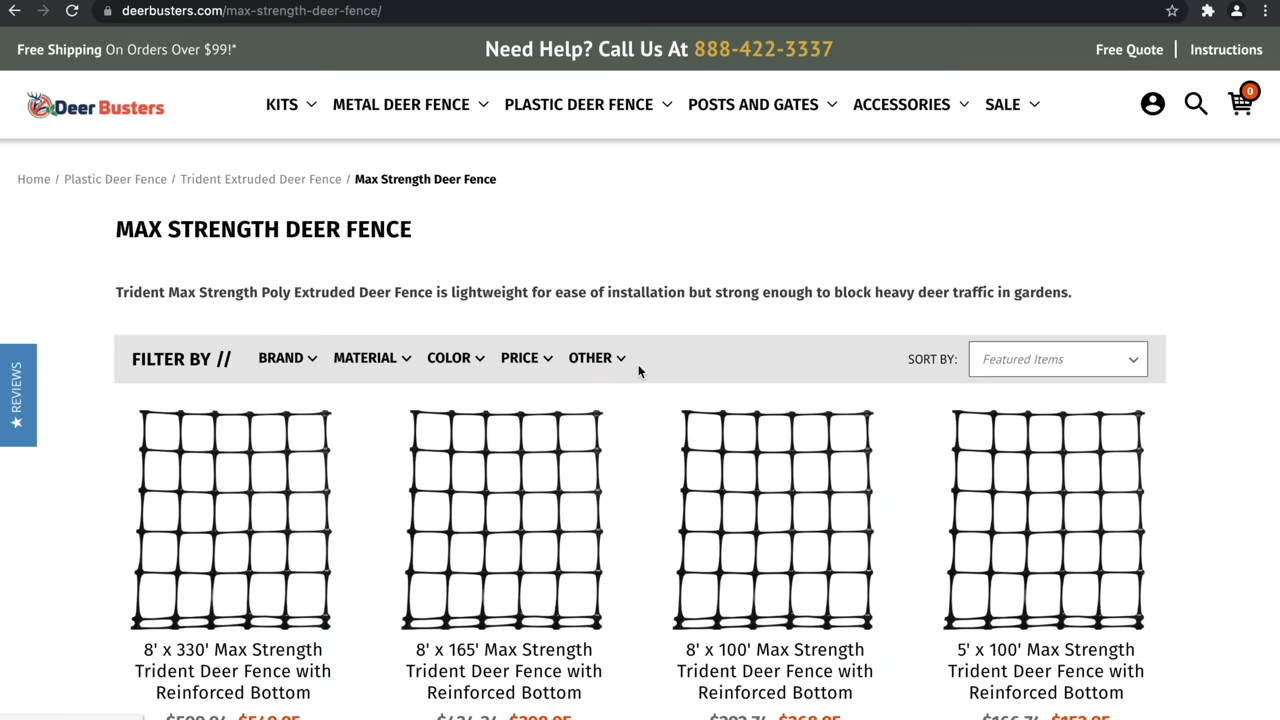 deerbusters.com/max-strength-deer-fence/
Free Shipping On Orders Over $99!*
Need Help? Call Us At 888-422-3337
Free Quote | Instructions
Deer Busters
KITS METAL DEER FENCE PLASTIC DEER FENCE POSTS AND GATES ACCESSORIES SALE
0
Home / Plastic Deer Fence / Trident Extruded Deer Fence / Max Strength Deer Fence
MAX STRENGTH DEER FENCE
Trident Max Strength Poly Extruded Deer Fence is lightweight for ease of installation but strong enough to block heavy deer traffic in gardens.
FILTER BY // BRAND MATERIAL COLOR PRICE OTHER SORT BY: Featured Items
★ REVIEWS
8' x 330' Max Strength
Trident Deer Fence with
Reinforced Bottom
8' x 165' Max Strength
Trident Deer Fence with
Reinforced Bottom
8' x 100' Max Strength
Trident Deer Fence with
Reinforced Bottom
5' x 100' Max Strength
Trident Deer Fence with
Reinforced Bottom